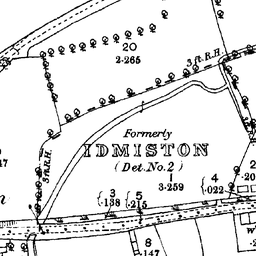 20
2·265
3 ft. R.H.
3 ft. R.H.
Formerly
IDMISTON
(Det. No. 2)
1
3·259
3
·138
5
·215
4
·022
2
8
·147